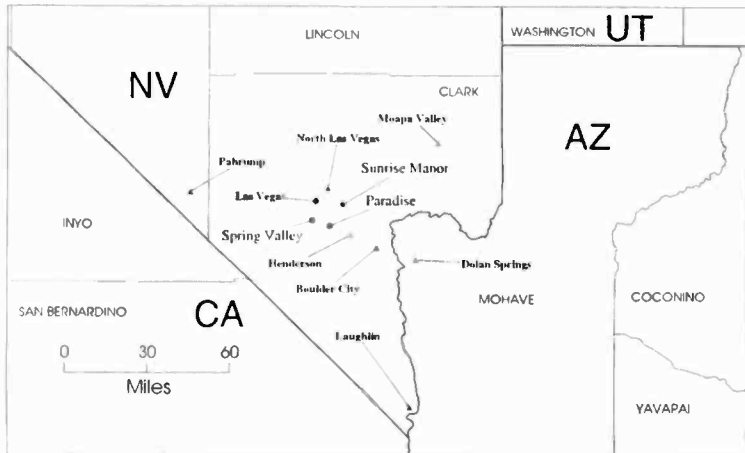 LINCOLN
WASHINGTON UT
NV
CLARK
Moapa Valley
AZ
North Las Vegas
Pahrump
Sunrise Manor
Las Vegas
Paradise
INYO
Spring Valley
Henderson
Dolan Springs
Boulder City
MOHAVE
COCONINO
SAN BERNARDINO
CA
Laughlin
0 30 60
Miles
YAVAPAI